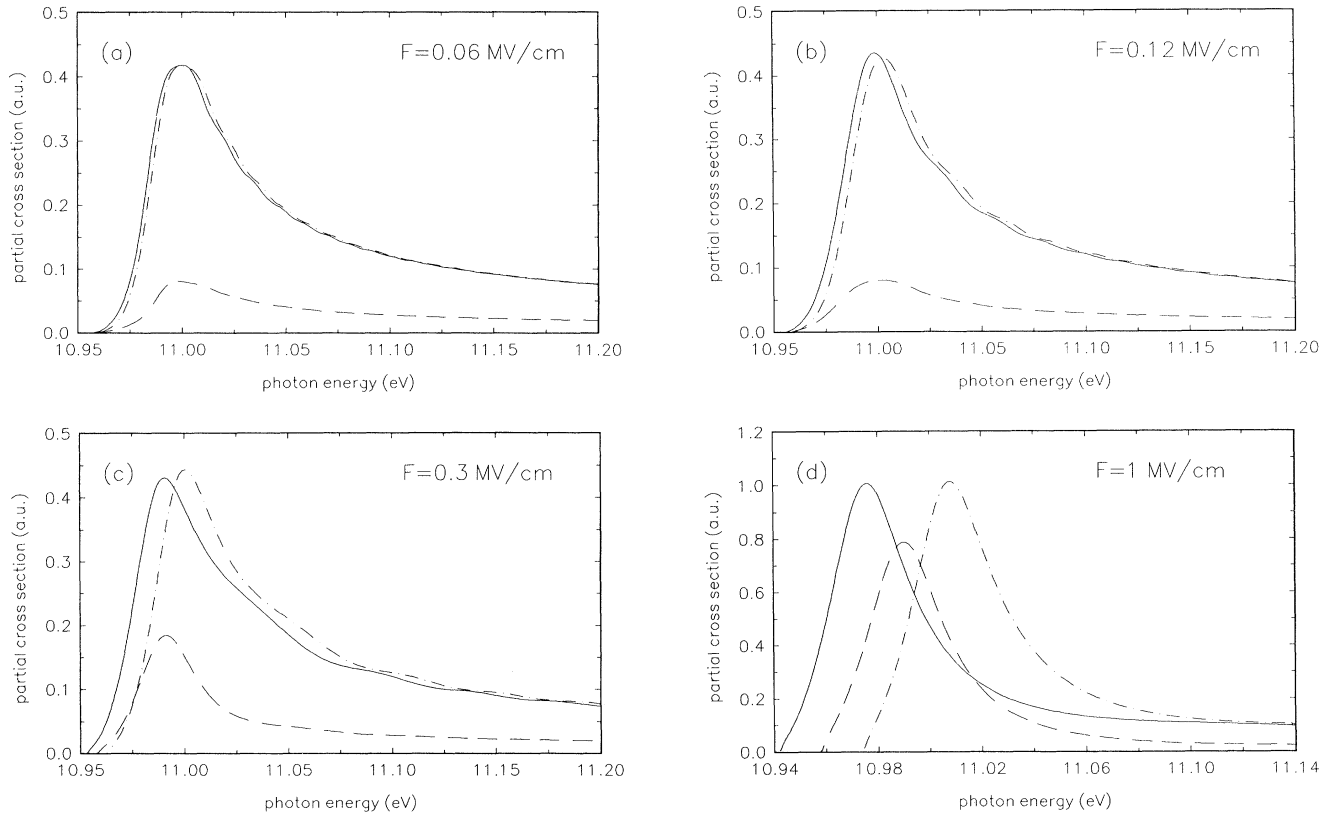 (a) F=0.06 MV/cm
partial cross section (a.u.)
0.5
0.4
0.3
0.2
0.1
0.0
10.95 11.00 11.05 11.10 11.15 11.20
photon energy (eV)
(b) F=0.12 MV/cm
partial cross section (a.u.)
0.5
0.4
0.3
0.2
0.1
0.0
10.95 11.00 11.05 11.10 11.15 11.20
photon energy (eV)
(c) F=0.3 MV/cm
partial cross section (a.u.)
0.5
0.4
0.3
0.2
0.1
0.0
10.95 11.00 11.05 11.10 11.15 11.20
photon energy (eV)
(d) F=1 MV/cm
partial cross section (a.u.)
1.2
1.0
0.8
0.6
0.4
0.2
0.0
10.94 10.98 11.02 11.06 11.10 11.14
photon energy (eV)